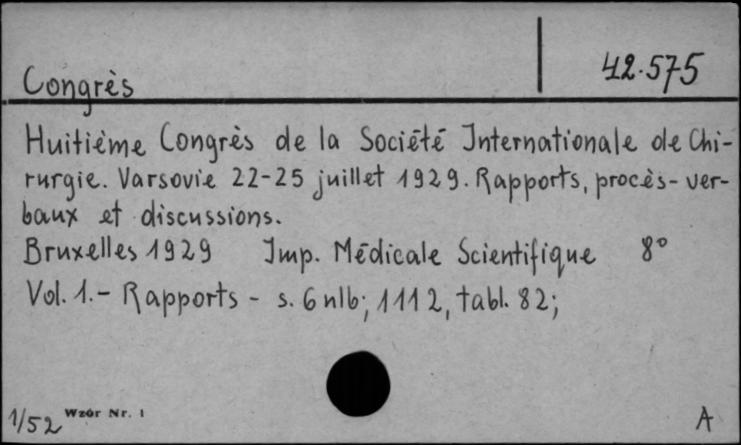 Congrès
42.575
Huitième Congrès de la Société Internationale de Chi-
rurgie. Varsovie 22-25 juillet 1929. Rapports, procès-ver-
baux et discussions.
Bruxelles 1929 Imp. Médicale Scientifique 8°
Vol. 1.- Rapports - s. 6 nlb; 1112, tabl. 82;
1/52 Wzór Nr. 1
A